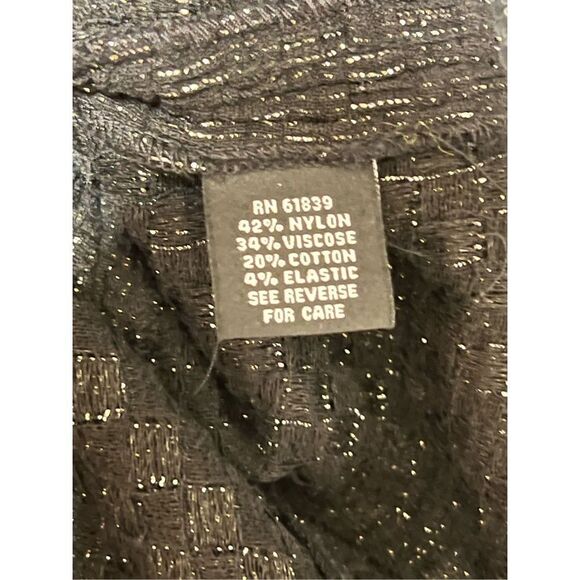 RN 61839
42% NYLON
34% VISCOSE
20% COTTON
4% ELASTIC
SEE REVERSE
FOR CARE